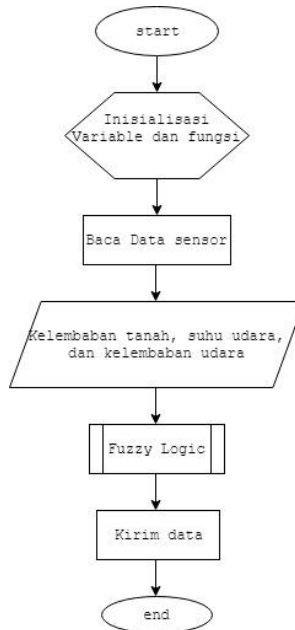 start
Inisialisasi
Variable dan fungsi
Baca Data sensor
Kelembaban tanah, suhu udara,
dan kelembaban udara
Fuzzy Logic
Kirim data
end